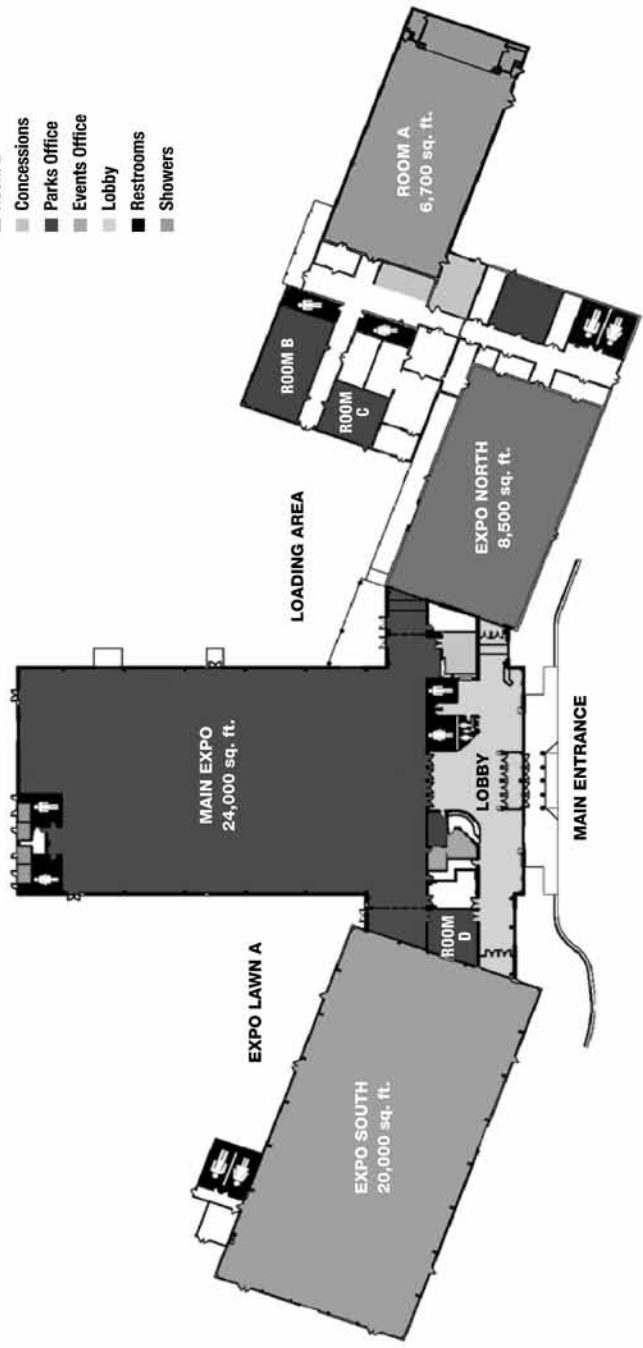 Concessions
Parks Office
Events Office
Lobby
Restrooms
Showers
ROOM A
6,700 sq. ft.
ROOM B
ROOM
C
EXPO NORTH
8,500 sq. ft.
LOADING AREA
MAIN EXPO
24,000 sq. ft.
LOBBY
MAIN ENTRANCE
ROOM
D
EXPO LAWN A
EXPO SOUTH
20,000 sq. ft.